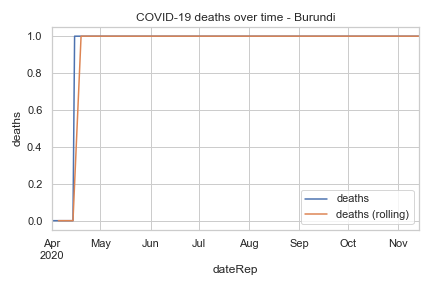 COVID-19 deaths over time - Burundi
deaths
1.0
0.8
0.6
0.4
0.2
0.0
deaths
deaths (rolling)
Apr May Jun Jul Aug Sep Oct Nov
2020
dateRep